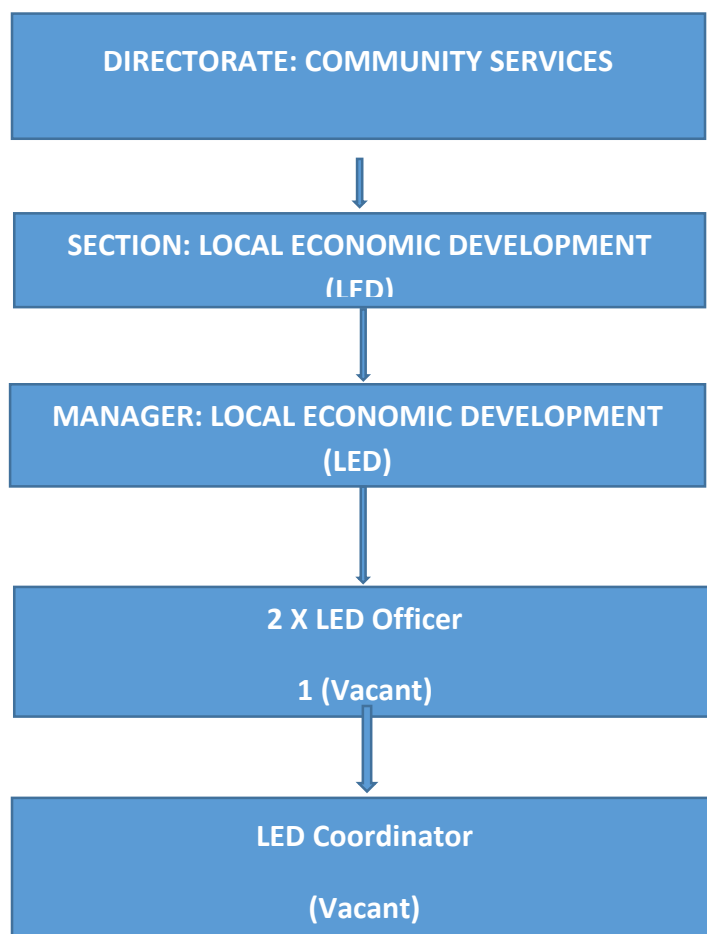 DIRECTORATE: COMMUNITY SERVICES
SECTION: LOCAL ECONOMIC DEVELOPMENT
(LED)
MANAGER: LOCAL ECONOMIC DEVELOPMENT
(LED)
2 X LED Officer
1 (Vacant)
LED Coordinator
(Vacant)